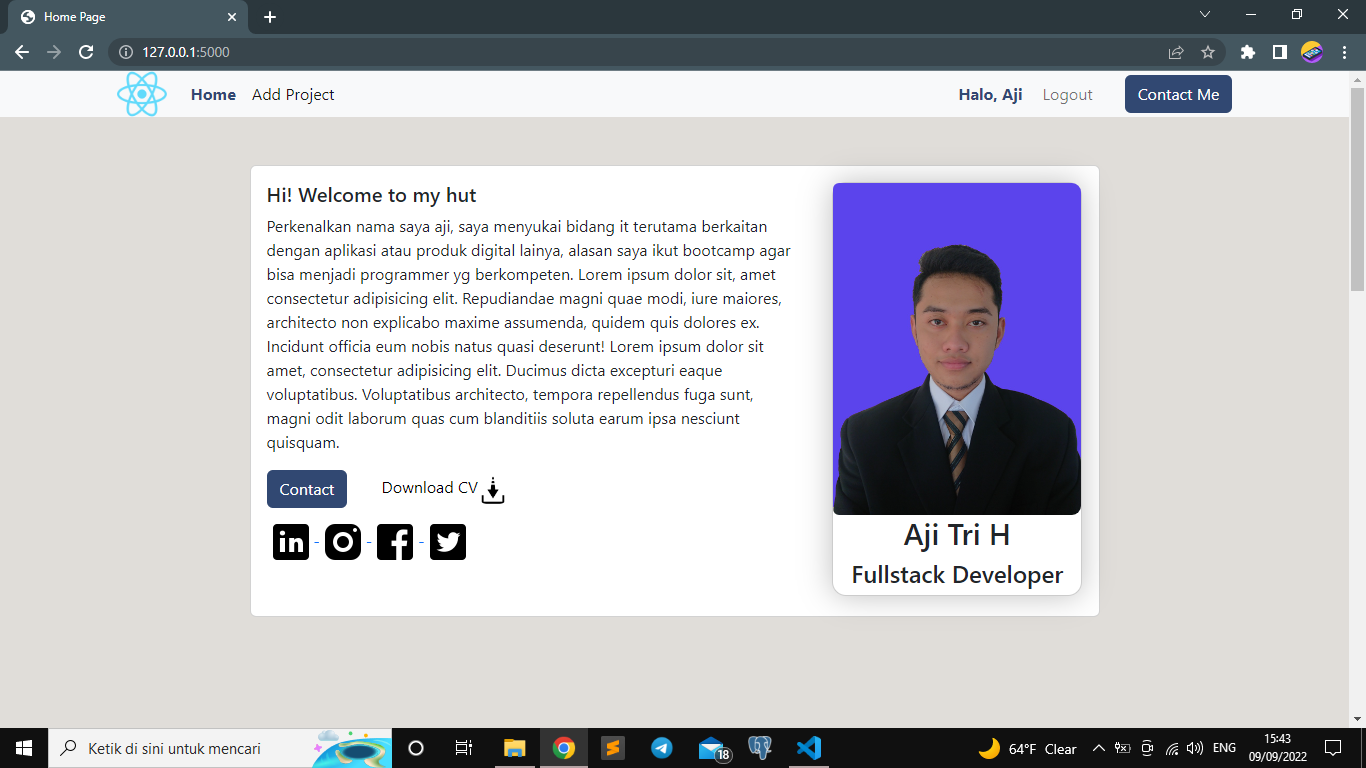 Home Page
127.0.0.1:5000
Home Add Project Halo, Aji Logout Contact Me
Hi! Welcome to my hut
Perkenalkan nama saya aji, saya menyukai bidang it terutama berkaitan
dengan aplikasi atau produk digital lainya, alasan saya ikut bootcamp agar
bisa menjadi programmer yg berkompeten. Lorem ipsum dolor sit, amet
consectetur adipisicing elit. Repudiandae magni quae modi, iure maiores,
architecto non explicabo maxime assumenda, quidem quis dolores ex.
Incidunt officia eum nobis natus quasi deserunt! Lorem ipsum dolor sit
amet, consectetur adipisicing elit. Ducimus dicta excepturi eaque
voluptatibus. Voluptatibus architecto, tempora repellendus fuga sunt,
magni odit laborum quas cum blanditiis soluta earum ipsa nesciunt
quisquam.
Contact Download CV
in - - f -
Aji Tri H
Fullstack Developer
Ketik di sini untuk mencari
18
64°F Clear
ENG
15:43
09/09/2022